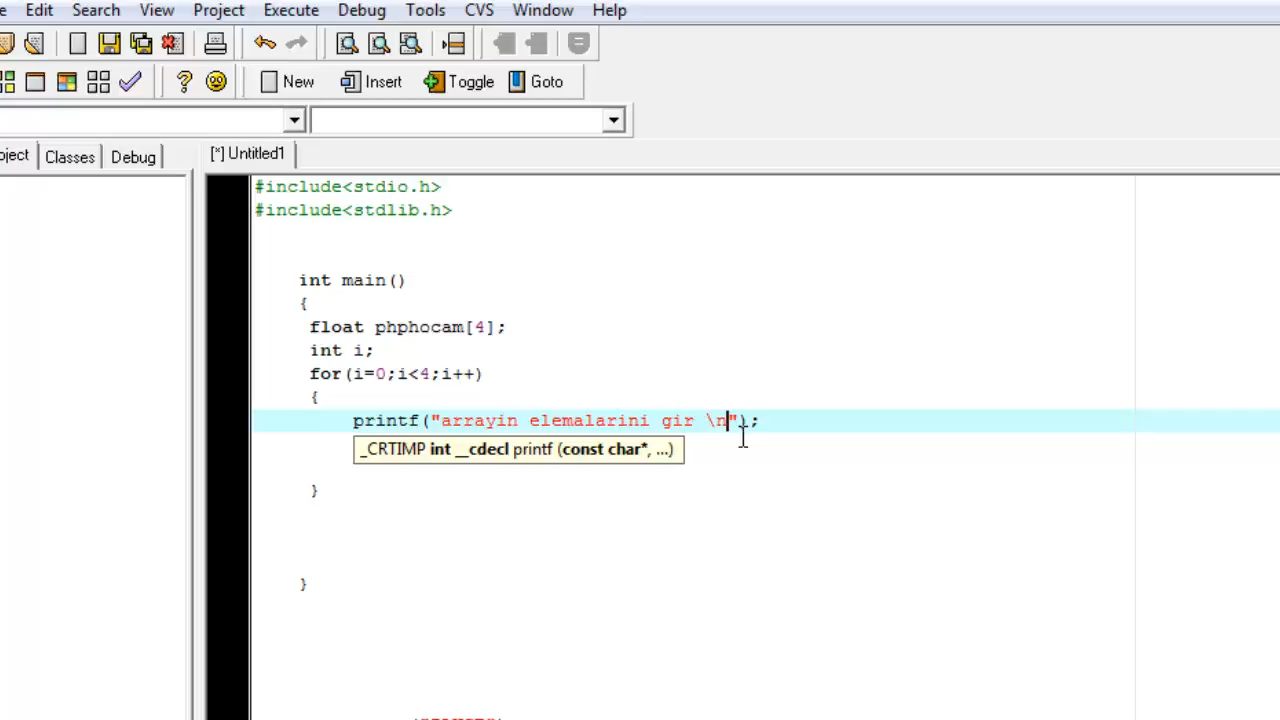 Edit Search View Project Execute Debug Tools CVS Window Help
New Insert Toggle Goto
Classes Debug [*] Untitled1
#include<stdio.h>
#include<stdlib.h>
int main()
{
float phphocam[4];
int i;
for(i=0;i<4;i++)
{
printf("arrayin elemalarini gir \n");
_CRTIMP int __cdecl printf (const char*, ...)
}
}